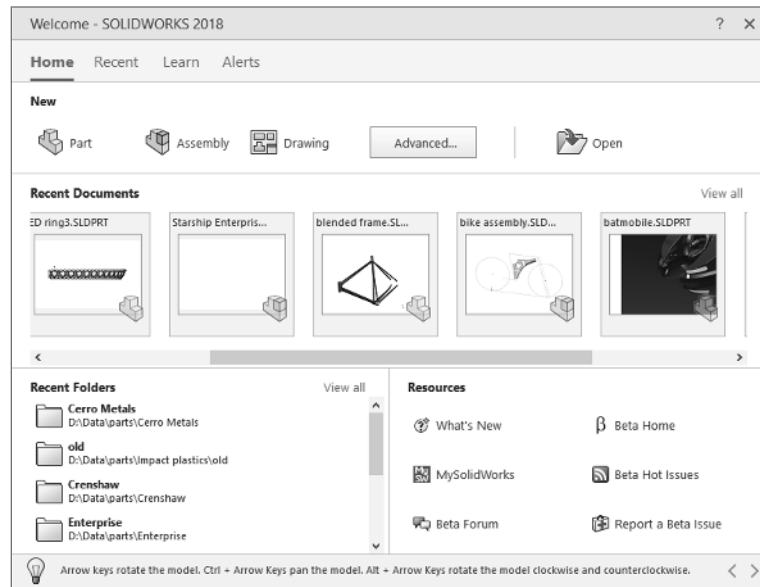 Welcome - SOLIDWORKS 2018
? ×
Home Recent Learn Alerts
New
Part Assembly Drawing Advanced... Open
Recent Documents View all
ED ring3.SLDPRT Starship Enterpris... blended frame.SL... bike assembly.SLD... batmobile.SLDPRT
Recent Folders View all
Cerro Metals
D:\Data\parts\Cerro Metals
old
D:\Data\parts\Impact plastics\old
Crenshaw
D:\Data\parts\Crenshaw
Enterprise
D:\Data\parts\Enterprise
Resources
What's New β Beta Home
MySolidWorks Beta Hot Issues
Beta Forum Report a Beta Issue
Arrow keys rotate the model. Ctrl + Arrow Keys pan the model. Alt + Arrow Keys rotate the model clockwise and counterclockwise.